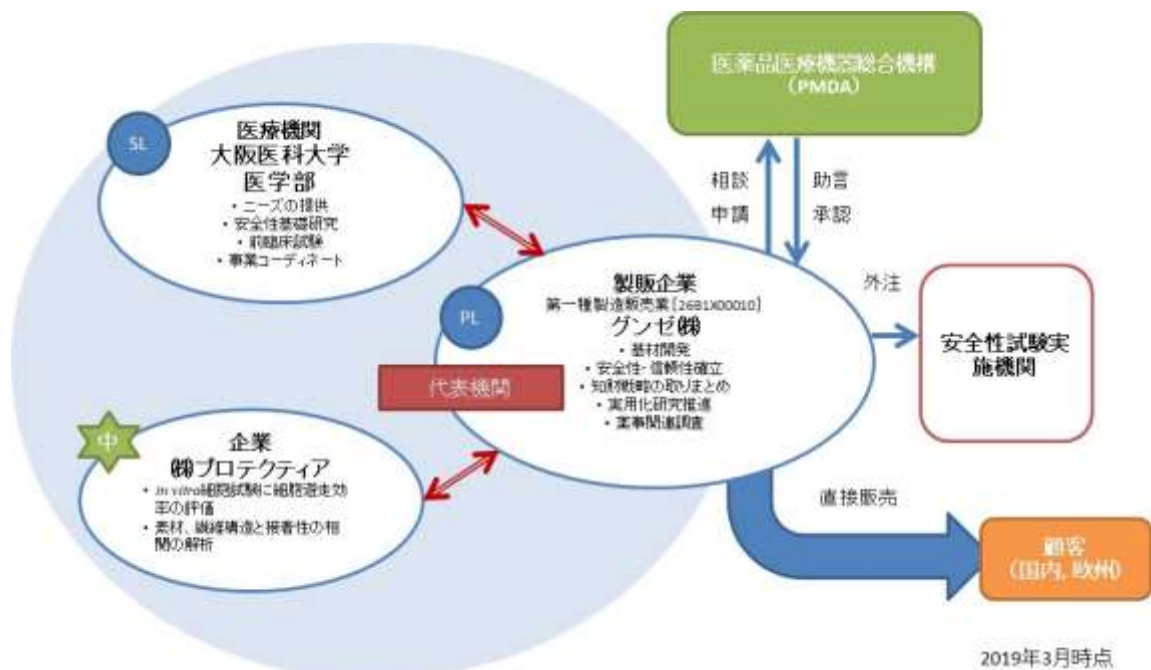 医薬品医療機器総合機構
(PMDA)
SL
医療機関
大阪医科大学
医学部
• ニーズの提供
• 安全性基礎研究
• 前臨床試験
• 事業コーディネート
相談
申請
助言
承認
PL
製販企業
第一種製造販売業[26B1X00010]
グンゼ㈱
• 基材開発
• 安全性・信頼性確立
• 知財戦略の取りまとめ
• 実用化研究推進
• 薬事関連調査
代表機関
外注
安全性試験実
施機関
中
企業
㈱プロテクティア
• in vitro細胞試験に細胞遊走効
率の評価
• 素材、繊維構造と接着性の相
関の解析
直接販売
顧客
(国内, 欧州)
2019年3月時点